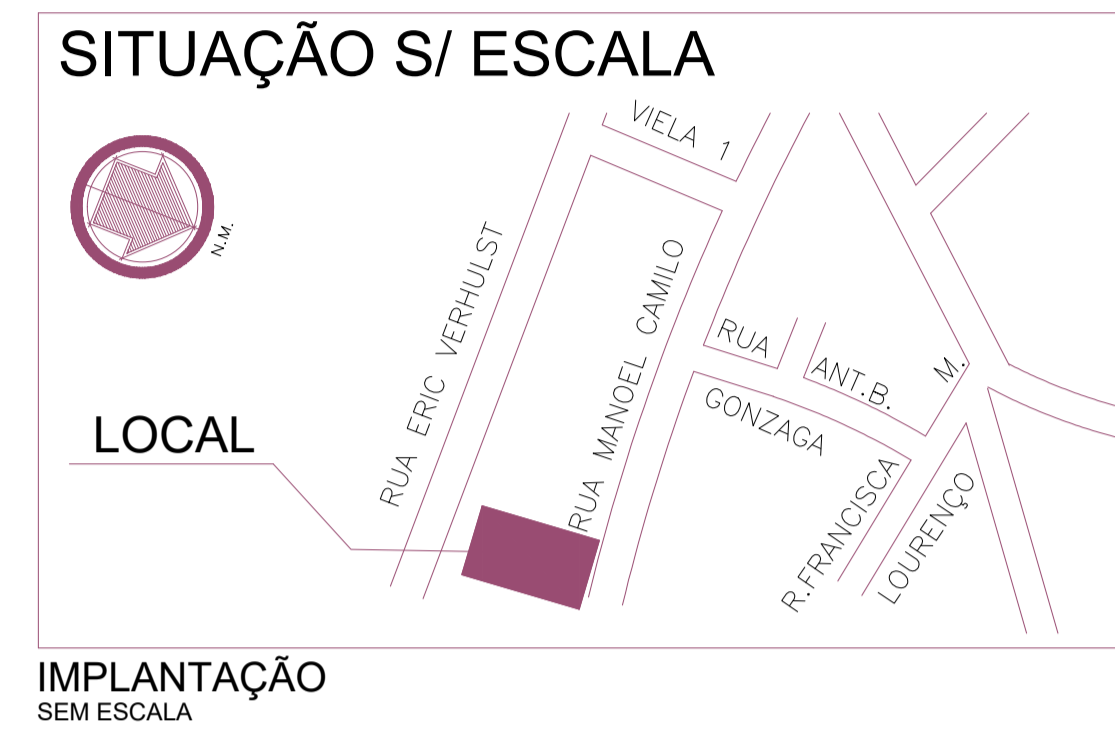 SITUAÇÃO S/ ESCALA
VIELA 1
N.M.
RUA ERIC VERHULST
RUA MANOEL CAMILO
RUA
ANT.B.
M.
GONZAGA
LOCAL
R.FRANCISCA
LOURENÇO
IMPLANTAÇÃO
SEM ESCALA